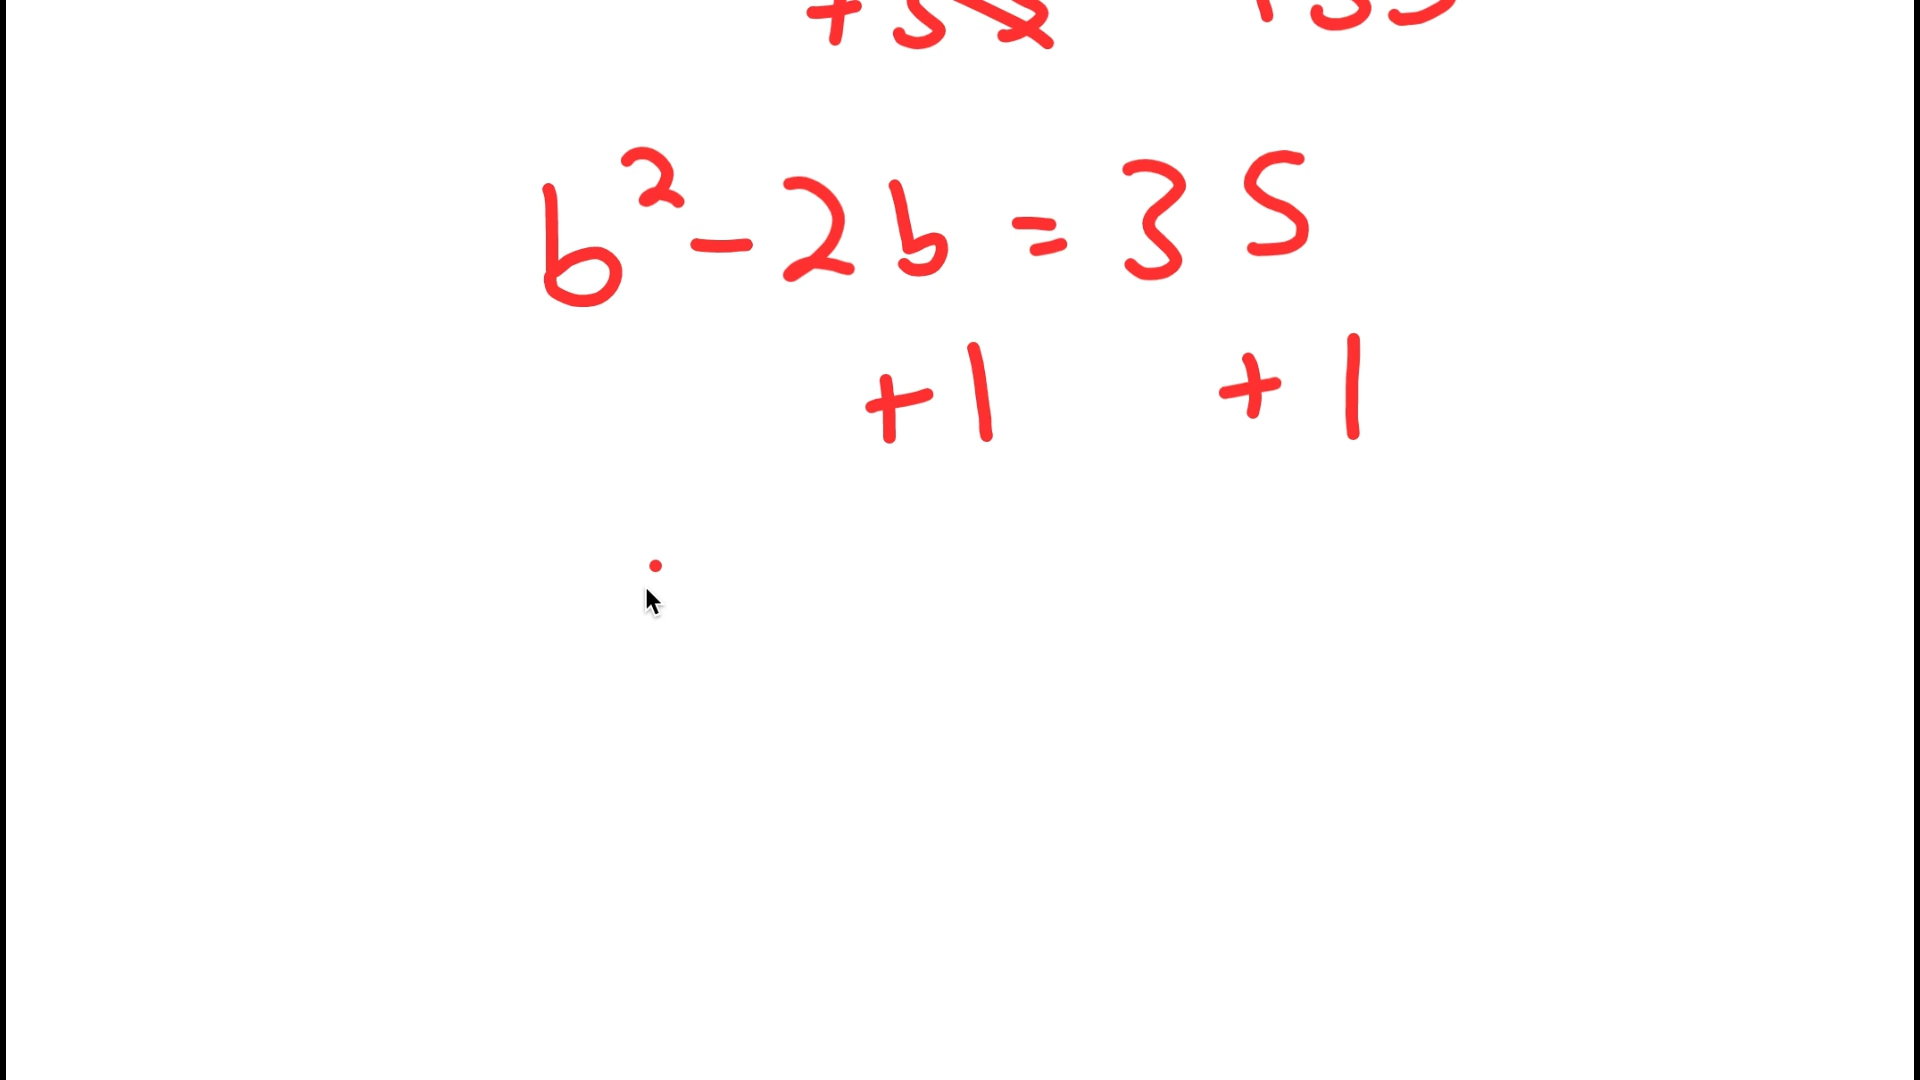 b² - 2b = 35
+ 1 + 1